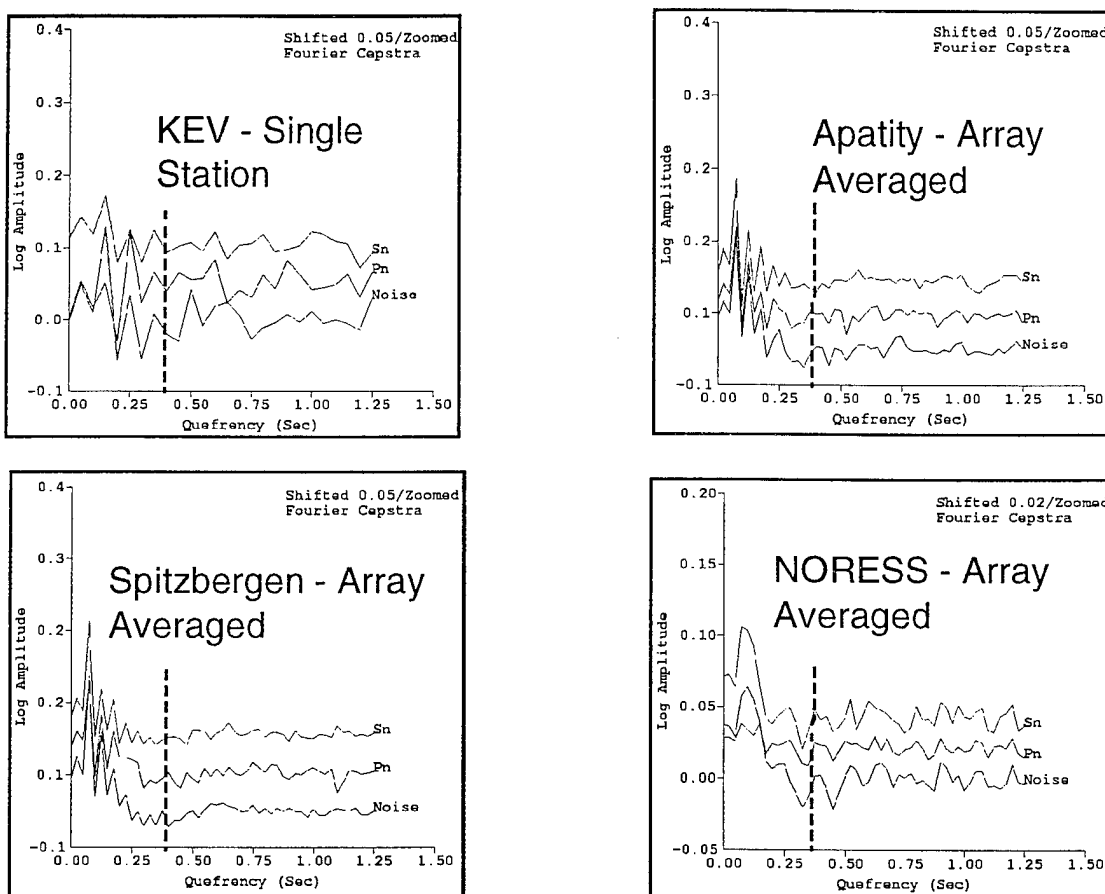 0.4
Shifted 0.05/Zoomed
Fourier Cepstra
0.3
KEV - Single
Station
0.2
Log Amplitude
0.1
Sn
Pn
Noise
0.0
-0.1
0.00 0.25 0.50 0.75 1.00 1.25 1.50
Quefrency (Sec)
0.4
Shifted 0.05/Zoomed
Fourier Cepstra
0.3
Apatity - Array
Averaged
0.2
Log Amplitude
0.2
Sn
0.1
Pn
Noise
-0.1
0.00 0.25 0.50 0.75 1.00 1.25 1.50
Quefrency (Sec)
0.4
Shifted 0.05/Zoomed
Fourier Cepstra
0.3
Spitzbergen - Array
Averaged
0.2
Log Amplitude
0.2
Sn
0.1
Pn
Noise
-0.1
0.00 0.25 0.50 0.75 1.00 1.25 1.50
Quefrency (Sec)
0.20
Shifted 0.02/Zoomed
Fourier Cepstra
0.15
NORESS - Array
Averaged
0.10
Log Amplitude
0.05
Sn
Pn
0.00
Noise
-0.05
0.00 0.25 0.50 0.75 1.00 1.25 1.50
Quefrency (Sec)